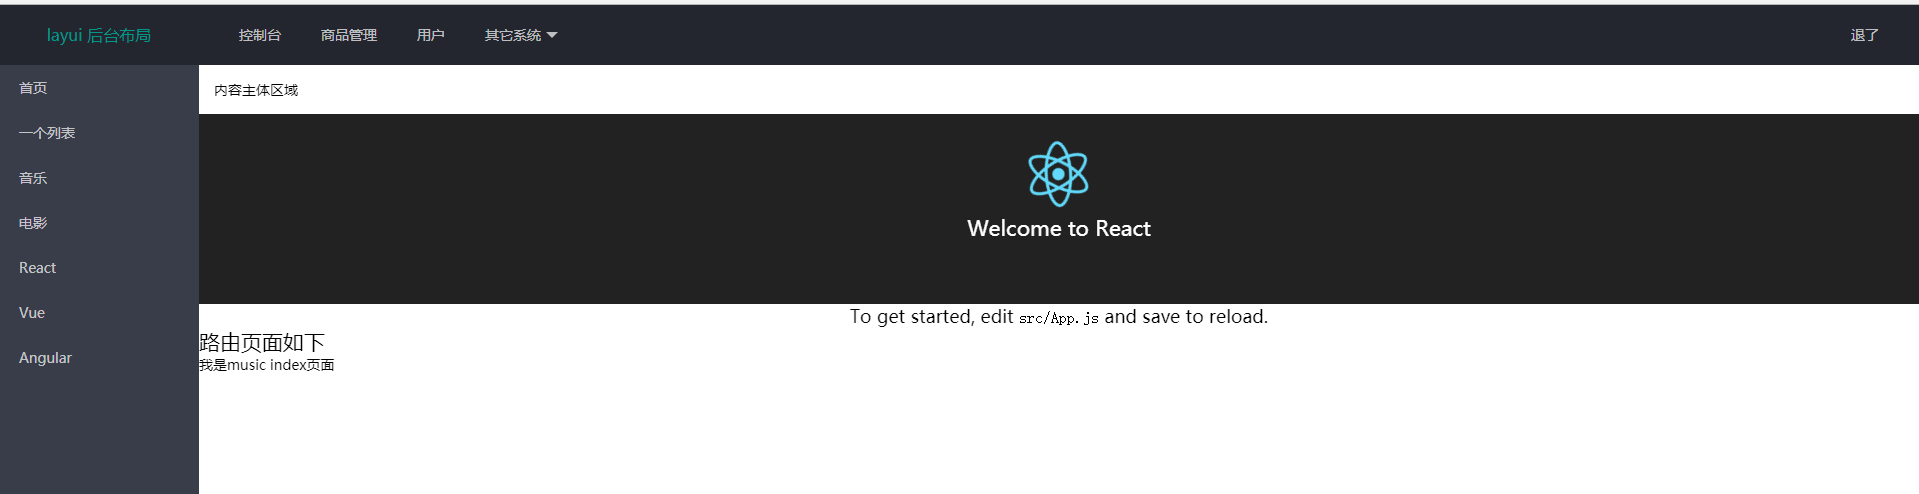 layui 后台布局
控制台 商品管理 用户 其它系统
退了
首页
一个列表
音乐
电影
React
Vue
Angular
内容主体区域
Welcome to React
To get started, edit src/App.js and save to reload.
路由页面如下
我是music index页面